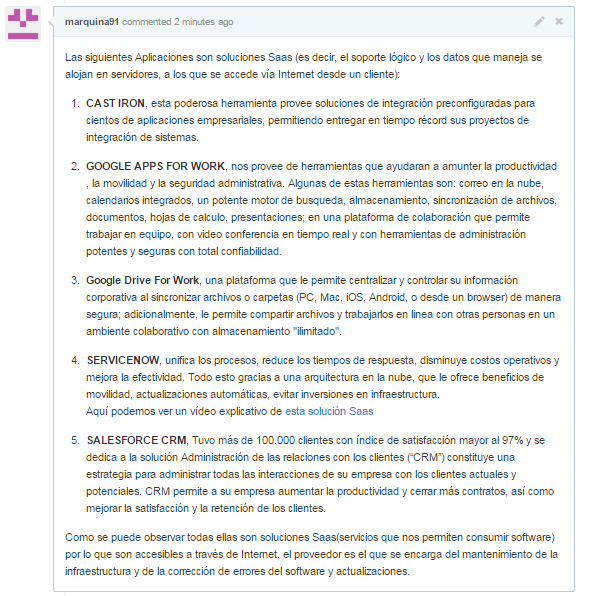 marquina91 commented 2 minutes ago
Las siguientes Aplicaciones son soluciones Saas (es decir, el soporte lógico y los datos que maneja se
alojan en servidores, a los que se accede vía Internet desde un cliente):
1. CAST IRON, esta poderosa herramienta provee soluciones de integración preconfiguradas para
cientos de aplicaciones empresariales, permitiendo entregar en tiempo récord sus proyectos de
integración de sistemas.
2. GOOGLE APPS FOR WORK, nos provee de herramientas que ayudaran a amunter la productividad
, la movilidad y la seguridad administrativa. Algunas de estas herramientas son: correo en la nube,
calendarios integrados, un potente motor de busqueda, almacenamiento, sincronización de archivos,
documentos, hojas de calculo, presentaciones; en una plataforma de colaboración que permite
trabajar en equipo, con video conferencia en tiempo real y con herramientas de administración
potentes y seguras con total confiabilidad.
3. Google Drive For Work, una plataforma que le permite centralizar y controlar su información
corporativa al sincronizar archivos o carpetas (PC, Mac, iOS, Android, o desde un browser) de manera
segura; adicionalmente, le permite compartir archivos y trabajarlos en linea con otras personas en un
ambiente colaborativo con almacenamiento "ilimitado".
4. SERVICENOW, unifica los procesos, reduce los tiempos de respuesta, disminuye costos operativos y
mejora la efectividad. Todo esto gracias a una arquitectura en la nube, que le ofrece beneficios de
movilidad, actualizaciones automáticas, evitar inversiones en infraestructura.
Aquí podemos ver un vídeo explicativo de esta solución Saas
5. SALESFORCE CRM, Tuvo más de 100.000 clientes con índice de satisfacción mayor al 97% y se
dedica a la solución Administración de las relaciones con los clientes (“CRM”) constituye una
estrategia para administrar todas las interacciones de su empresa con los clientes actuales y
potenciales. CRM permite a su empresa aumentar la productividad y cerrar más contratos, así como
mejorar la satisfacción y la retención de los clientes.
Como se puede observar todas ellas son soluciones Saas(servicios que nos permiten consumir software)
por lo que son accesibles a través de Internet, el proveedor es el que se encarga del mantenimiento de la
infraestructura y de la corrección de errores del software y actualizaciones.